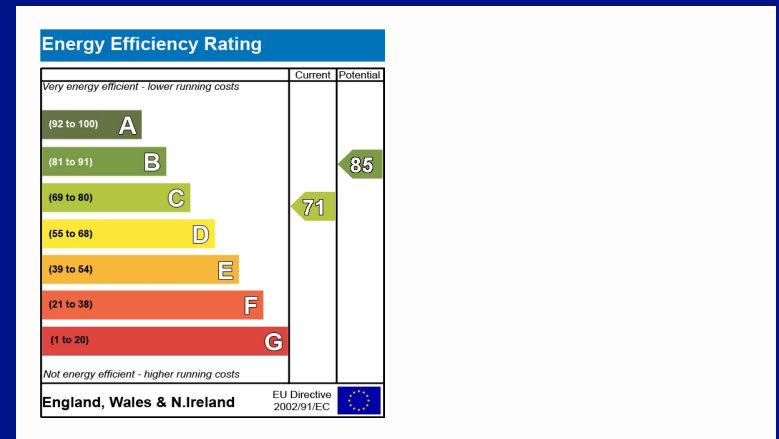 Energy Efficiency Rating
Current Potential
Very energy efficient - lower running costs
(92 to 100) A
(81 to 91) B
85
(69 to 80) C
71
(55 to 68) D
(39 to 54) E
(21 to 38) F
(1 to 20) G
Not energy efficient - higher running costs
England, Wales & N.Ireland
EU Directive
2002/91/EC